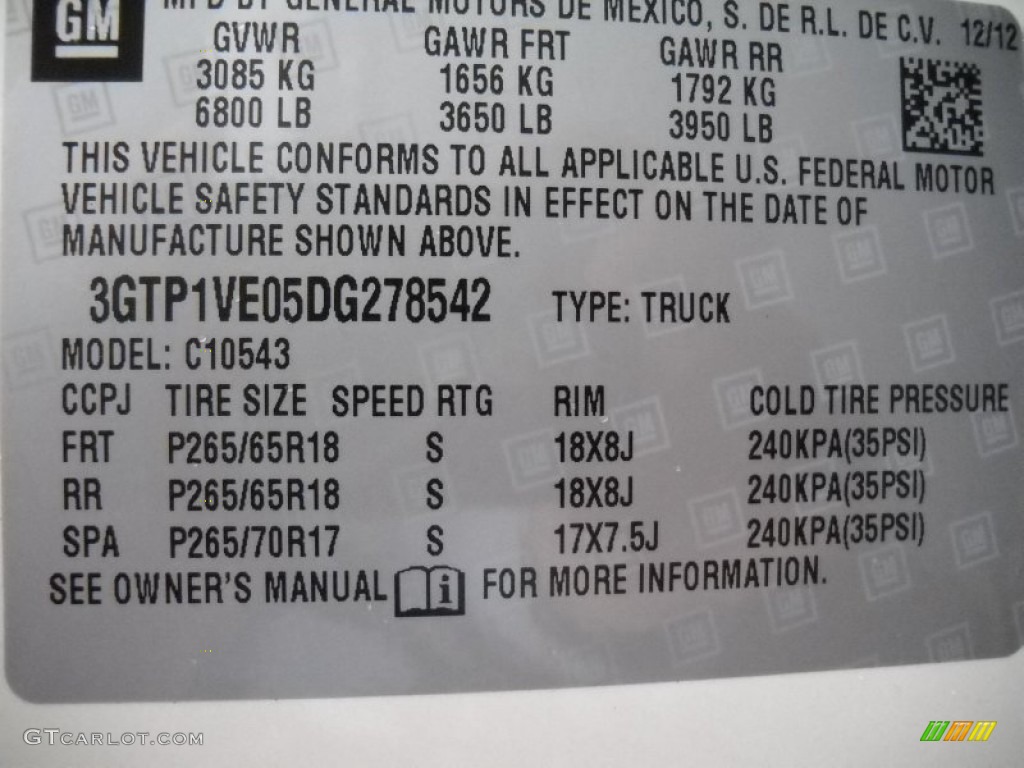 GM
MFD BY GENERAL MOTORS DE MEXICO, S. DE R.L. DE C.V. 12/12
GVWR GAWR FRT GAWR RR
3085 KG 1656 KG 1792 KG
6800 LB 3650 LB 3950 LB
THIS VEHICLE CONFORMS TO ALL APPLICABLE U.S. FEDERAL MOTOR
VEHICLE SAFETY STANDARDS IN EFFECT ON THE DATE OF
MANUFACTURE SHOWN ABOVE.
3GTP1VE05DG278542 TYPE: TRUCK
MODEL: C10543
CCPJ TIRE SIZE SPEED RTG RIM COLD TIRE PRESSURE
FRT P265/65R18 S 18X8J 240KPA(35PSI)
RR P265/65R18 S 18X8J 240KPA(35PSI)
SPA P265/70R17 S 17X7.5J 240KPA(35PSI)
SEE OWNER'S MANUAL i FOR MORE INFORMATION.
GTCARLOT.COM